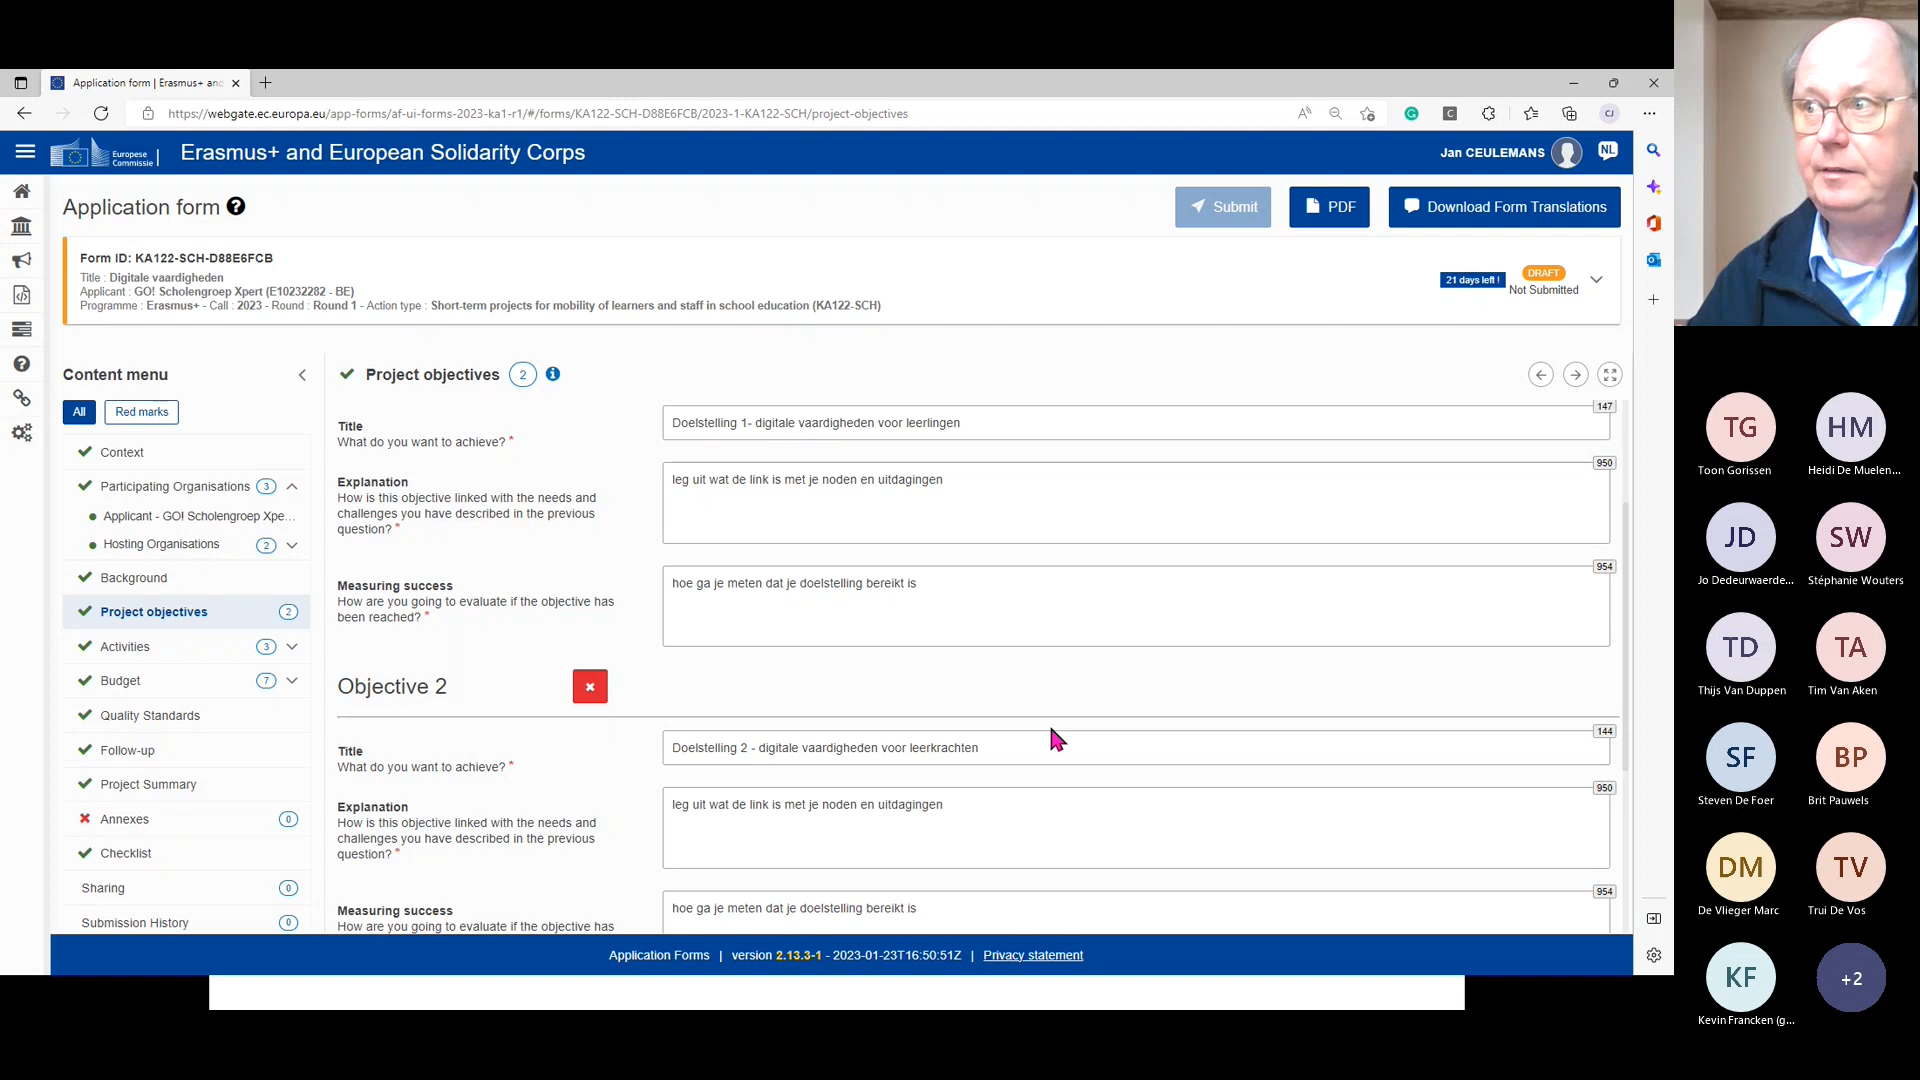 Application form | Erasmus+ and
https://webgate.ec.europa.eu/app-forms/af-ui-forms-2023-ka1-r1/#/forms/KA122-SCH-D88E6FCB/2023-1-KA122-SCH/project-objectives
CJ
Europese Commissie
Erasmus+ and European Solidarity Corps
Jan CEULEMANS
NL
Application form
Submit
PDF
Download Form Translations
Form ID: KA122-SCH-D88E6FCB
Title : Digitale vaardigheden
Applicant : GO! Scholengroep Xpert (E10232282 - BE)
Programme : Erasmus+ - Call : 2023 - Round : Round 1 - Action type : Short-term projects for mobility of learners and staff in school education (KA122-SCH)
21 days left !
DRAFT
Not Submitted
Content menu
All
Red marks
Context
Participating Organisations 3
Applicant - GO! Scholengroep Xpe...
Hosting Organisations 2
Background
Project objectives 2
Activities 3
Budget 7
Quality Standards
Follow-up
Project Summary
Annexes 0
Checklist
Sharing 0
Submission History 0
Project objectives 2
147
Title
What do you want to achieve? *
Doelstelling 1- digitale vaardigheden voor leerlingen
950
Explanation
How is this objective linked with the needs and
challenges you have described in the previous
question? *
leg uit wat de link is met je noden en uitdagingen
954
Measuring success
How are you going to evaluate if the objective has
been reached? *
hoe ga je meten dat je doelstelling bereikt is
Objective 2
144
Title
What do you want to achieve? *
Doelstelling 2 - digitale vaardigheden voor leerkrachten
950
Explanation
How is this objective linked with the needs and
challenges you have described in the previous
question? *
leg uit wat de link is met je noden en uitdagingen
954
Measuring success
How are you going to evaluate if the objective has
hoe ga je meten dat je doelstelling bereikt is
Application Forms | version 2.13.3-1 - 2023-01-23T16:50:51Z | Privacy statement
TG
Toon Gorissen
HM
Heidi De Muelen...
JD
Jo Dedeurwaerde...
SW
Stéphanie Wouters
TD
Thijs Van Duppen
TA
Tim Van Aken
SF
Steven De Foer
BP
Brit Pauwels
DM
De Vlieger Marc
TV
Trui De Vos
KF
Kevin Francken (g...
+2